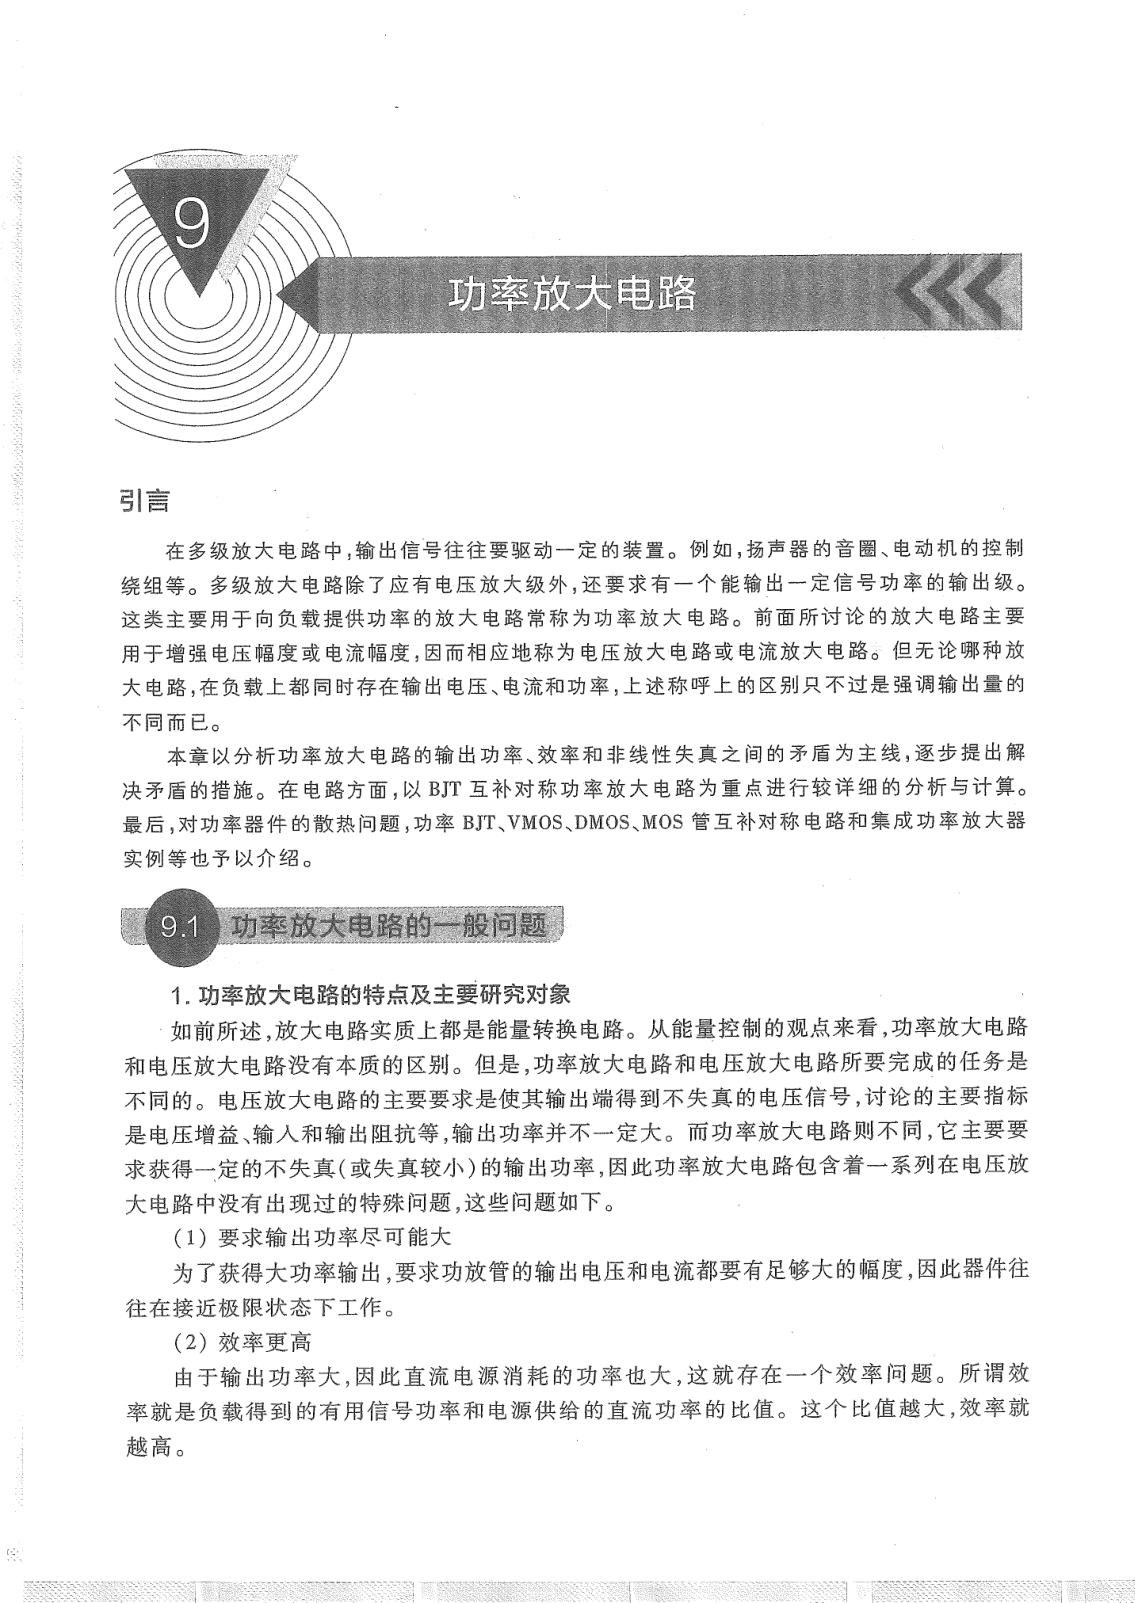 9
功率放大电路
引言
在多级放大电路中,输出信号往往要驱动一定的装置。例如,扬声器的音圈、电动机的控制
绕组等。多级放大电路除了应有电压放大级外,还要求有一个能输出一定信号功率的输出级。
这类主要用于向负载提供功率的放大电路常称为功率放大电路。前面所讨论的放大电路主要
用于增强电压幅度或电流幅度,因而相应地称为电压放大电路或电流放大电路。但无论哪种放
大电路,在负载上都同时存在输出电压、电流和功率,上述称呼上的区别只不过是强调输出量的
不同而已。
本章以分析功率放大电路的输出功率、效率和非线性失真之间的矛盾为主线,逐步提出解
决矛盾的措施。在电路方面,以 BJT 互补对称功率放大电路为重点进行较详细的分析与计算。
最后,对功率器件的散热问题,功率 BJT、VMOS、DMOS、MOS 管互补对称电路和集成功率放大器
实例等也予以介绍。
9.1 功率放大电路的一般问题
1. 功率放大电路的特点及主要研究对象
如前所述,放大电路实质上都是能量转换电路。从能量控制的观点来看,功率放大电路
和电压放大电路没有本质的区别。但是,功率放大电路和电压放大电路所要完成的任务是
不同的。电压放大电路的主要要求是使其输出端得到不失真的电压信号,讨论的主要指标
是电压增益、输入和输出阻抗等,输出功率并不一定大。而功率放大电路则不同,它主要要
求获得一定的不失真(或失真较小)的输出功率,因此功率放大电路包含着一系列在电压放
大电路中没有出现过的特殊问题,这些问题如下。
(1) 要求输出功率尽可能大
为了获得大功率输出,要求功放管的输出电压和电流都要有足够大的幅度,因此器件往
往在接近极限状态下工作。
(2) 效率更高
由于输出功率大,因此直流电源消耗的功率也大,这就存在一个效率问题。所谓效
率就是负载得到的有用信号功率和电源供给的直流功率的比值。这个比值越大,效率就
越高。